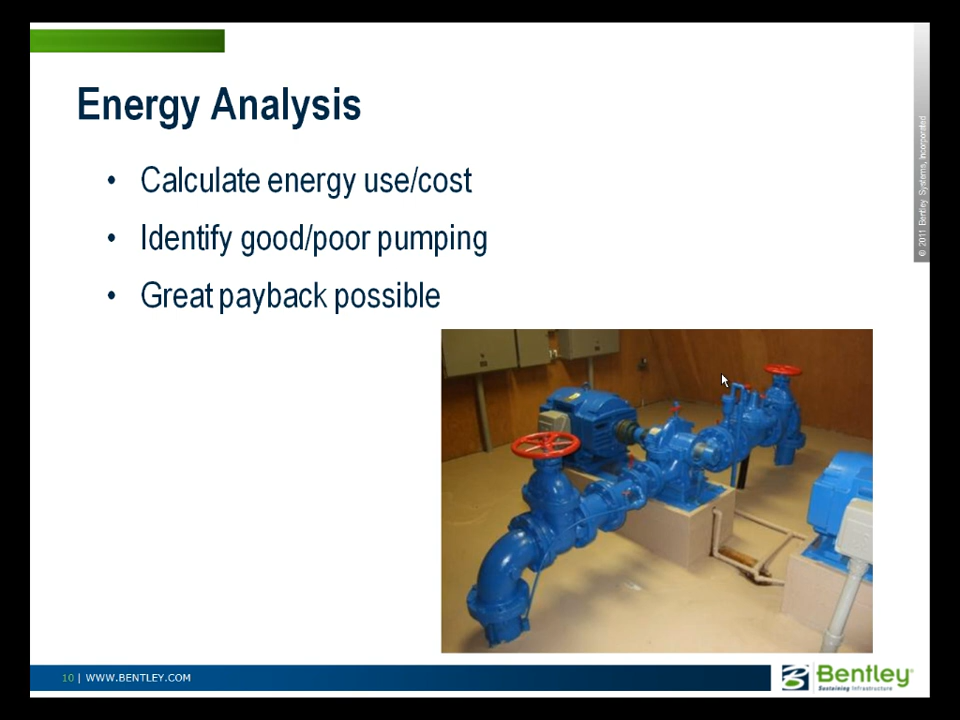 Energy Analysis
• Calculate energy use/cost
• Identify good/poor pumping
• Great payback possible
© 2011 Bentley Systems, Incorporated
10 | WWW.BENTLEY.COM
Bentley®
Sustaining Infrastructure